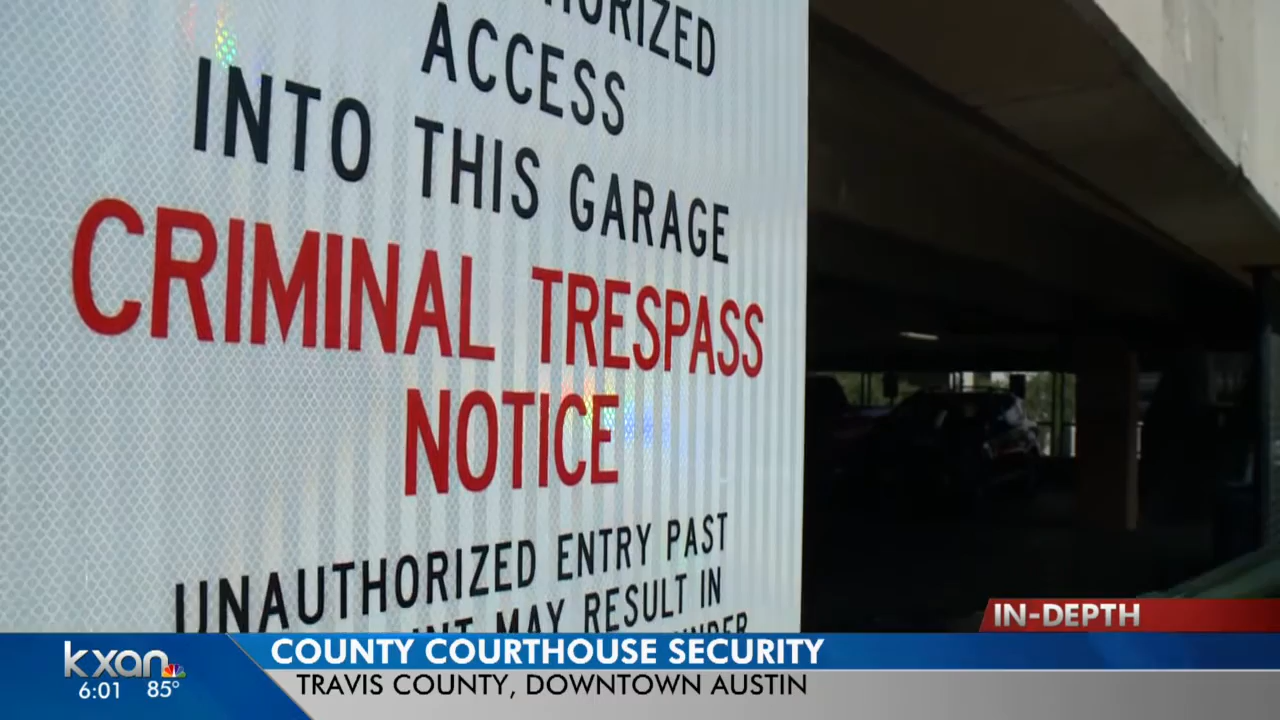 ACCESS
INTO THIS GARAGE
CRIMINAL TRESPASS
NOTICE
UNAUTHORIZED ENTRY PAST
MAY RESULT IN
IN-DEPTH
kxan
COUNTY COURTHOUSE SECURITY
6:01 85°
TRAVIS COUNTY, DOWNTOWN AUSTIN